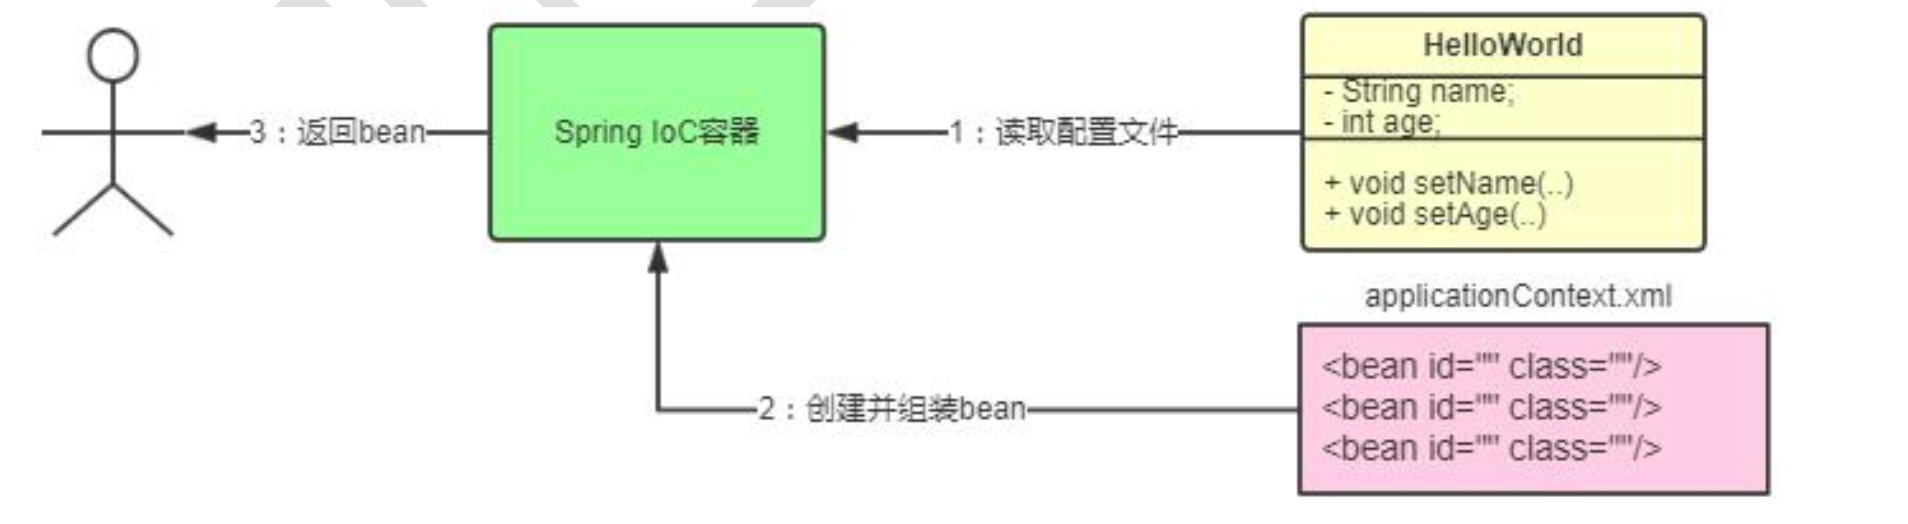 3：返回bean
Spring IoC容器
1：读取配置文件
HelloWorld
- String name;
- int age;
+ void setName(..)
+ void setAge(..)
2：创建并组装bean
applicationContext.xml
<bean id="" class=""/>
<bean id="" class=""/>
<bean id="" class=""/>